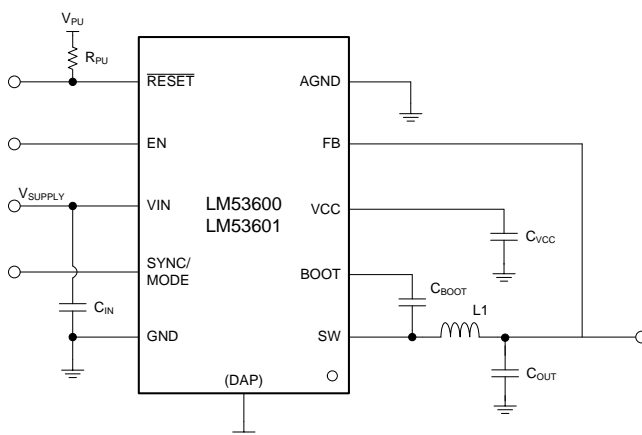 VPU
RPU
RESET
AGND
EN
FB
VSUPPLY
VIN
LM53600
LM53601
VCC
CVCC
SYNC/
MODE
BOOT
CBOOT
CIN
L1
GND
SW
(DAP)
COUT